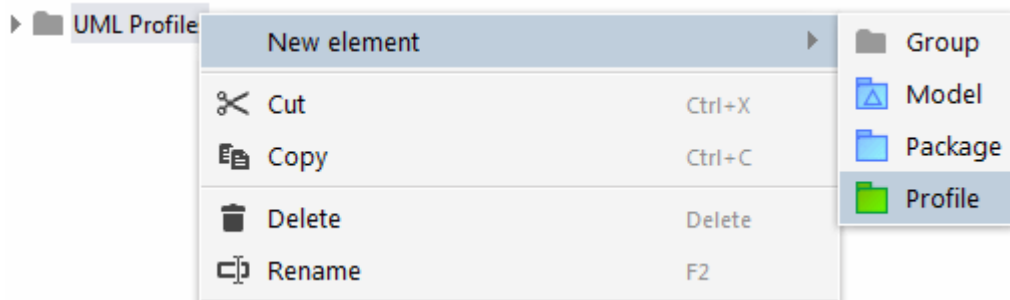 UML Profile
New element
Group
Model
Package
Profile
Cut Ctrl+X
Copy Ctrl+C
Delete Delete
Rename F2